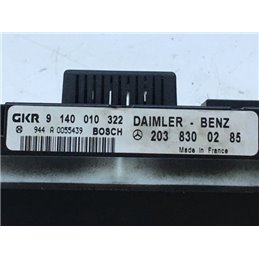 GKR 9 140 010 322 DAIMLER - BENZ
944 A 0055439 BOSCH 203 830 02 85
Made in France